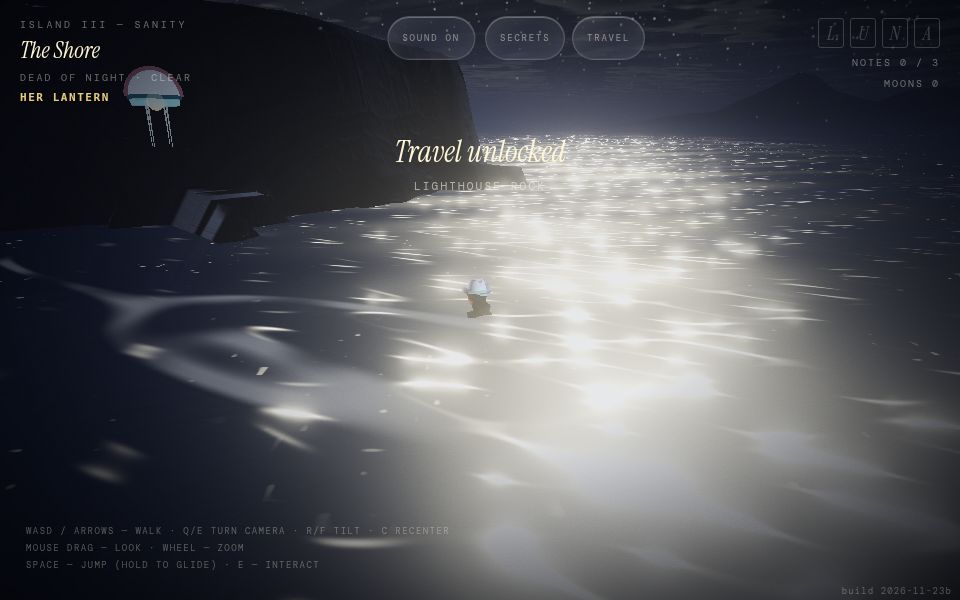 ISLAND III — SANITY
The Shore
DEAD OF NIGHT · CLEAR
HER LANTERN
SOUND ON
SECRETS
TRAVEL
L U N A
NOTES 0 / 3
MOONS 0
Travel unlocked
LIGHTHOUSE ROCK
WASD / ARROWS — WALK · Q/E TURN CAMERA · R/F TILT · C RECENTER
MOUSE DRAG — LOOK · WHEEL — ZOOM
SPACE — JUMP (HOLD TO GLIDE) · E — INTERACT
build 2026-11-23b